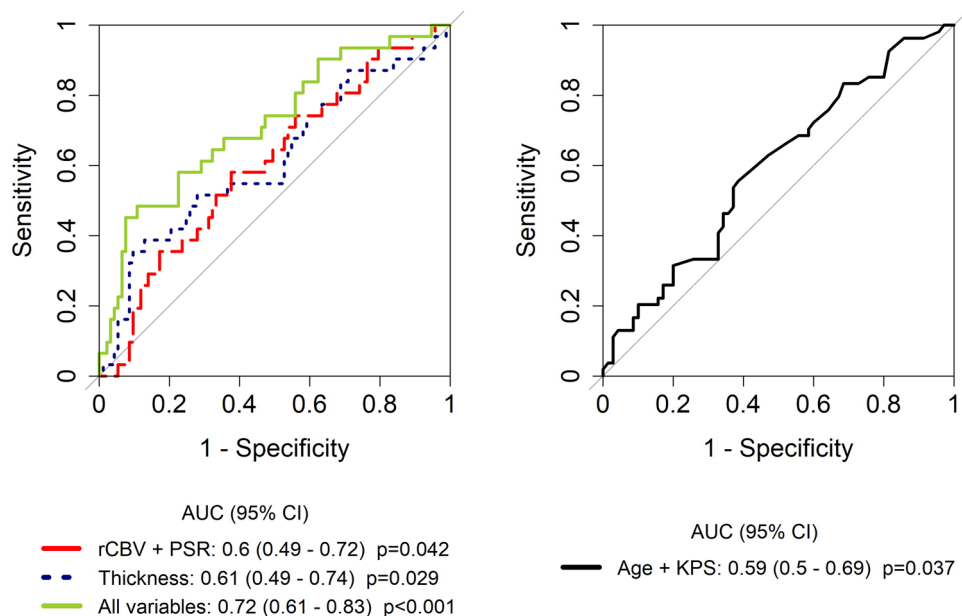 Sensitivity
1
0.8
0.6
0.4
0.2
0
0 0.2 0.4 0.6 0.8 1
1 - Specificity
AUC (95% CI)
rCBV + PSR: 0.6 (0.49 - 0.72) p=0.042
Thickness: 0.61 (0.49 - 0.74) p=0.029
All variables: 0.72 (0.61 - 0.83) p<0.001
Sensitivity
1
0.8
0.6
0.4
0.2
0
0 0.2 0.4 0.6 0.8 1
1 - Specificity
AUC (95% CI)
Age + KPS: 0.59 (0.5 - 0.69) p=0.037